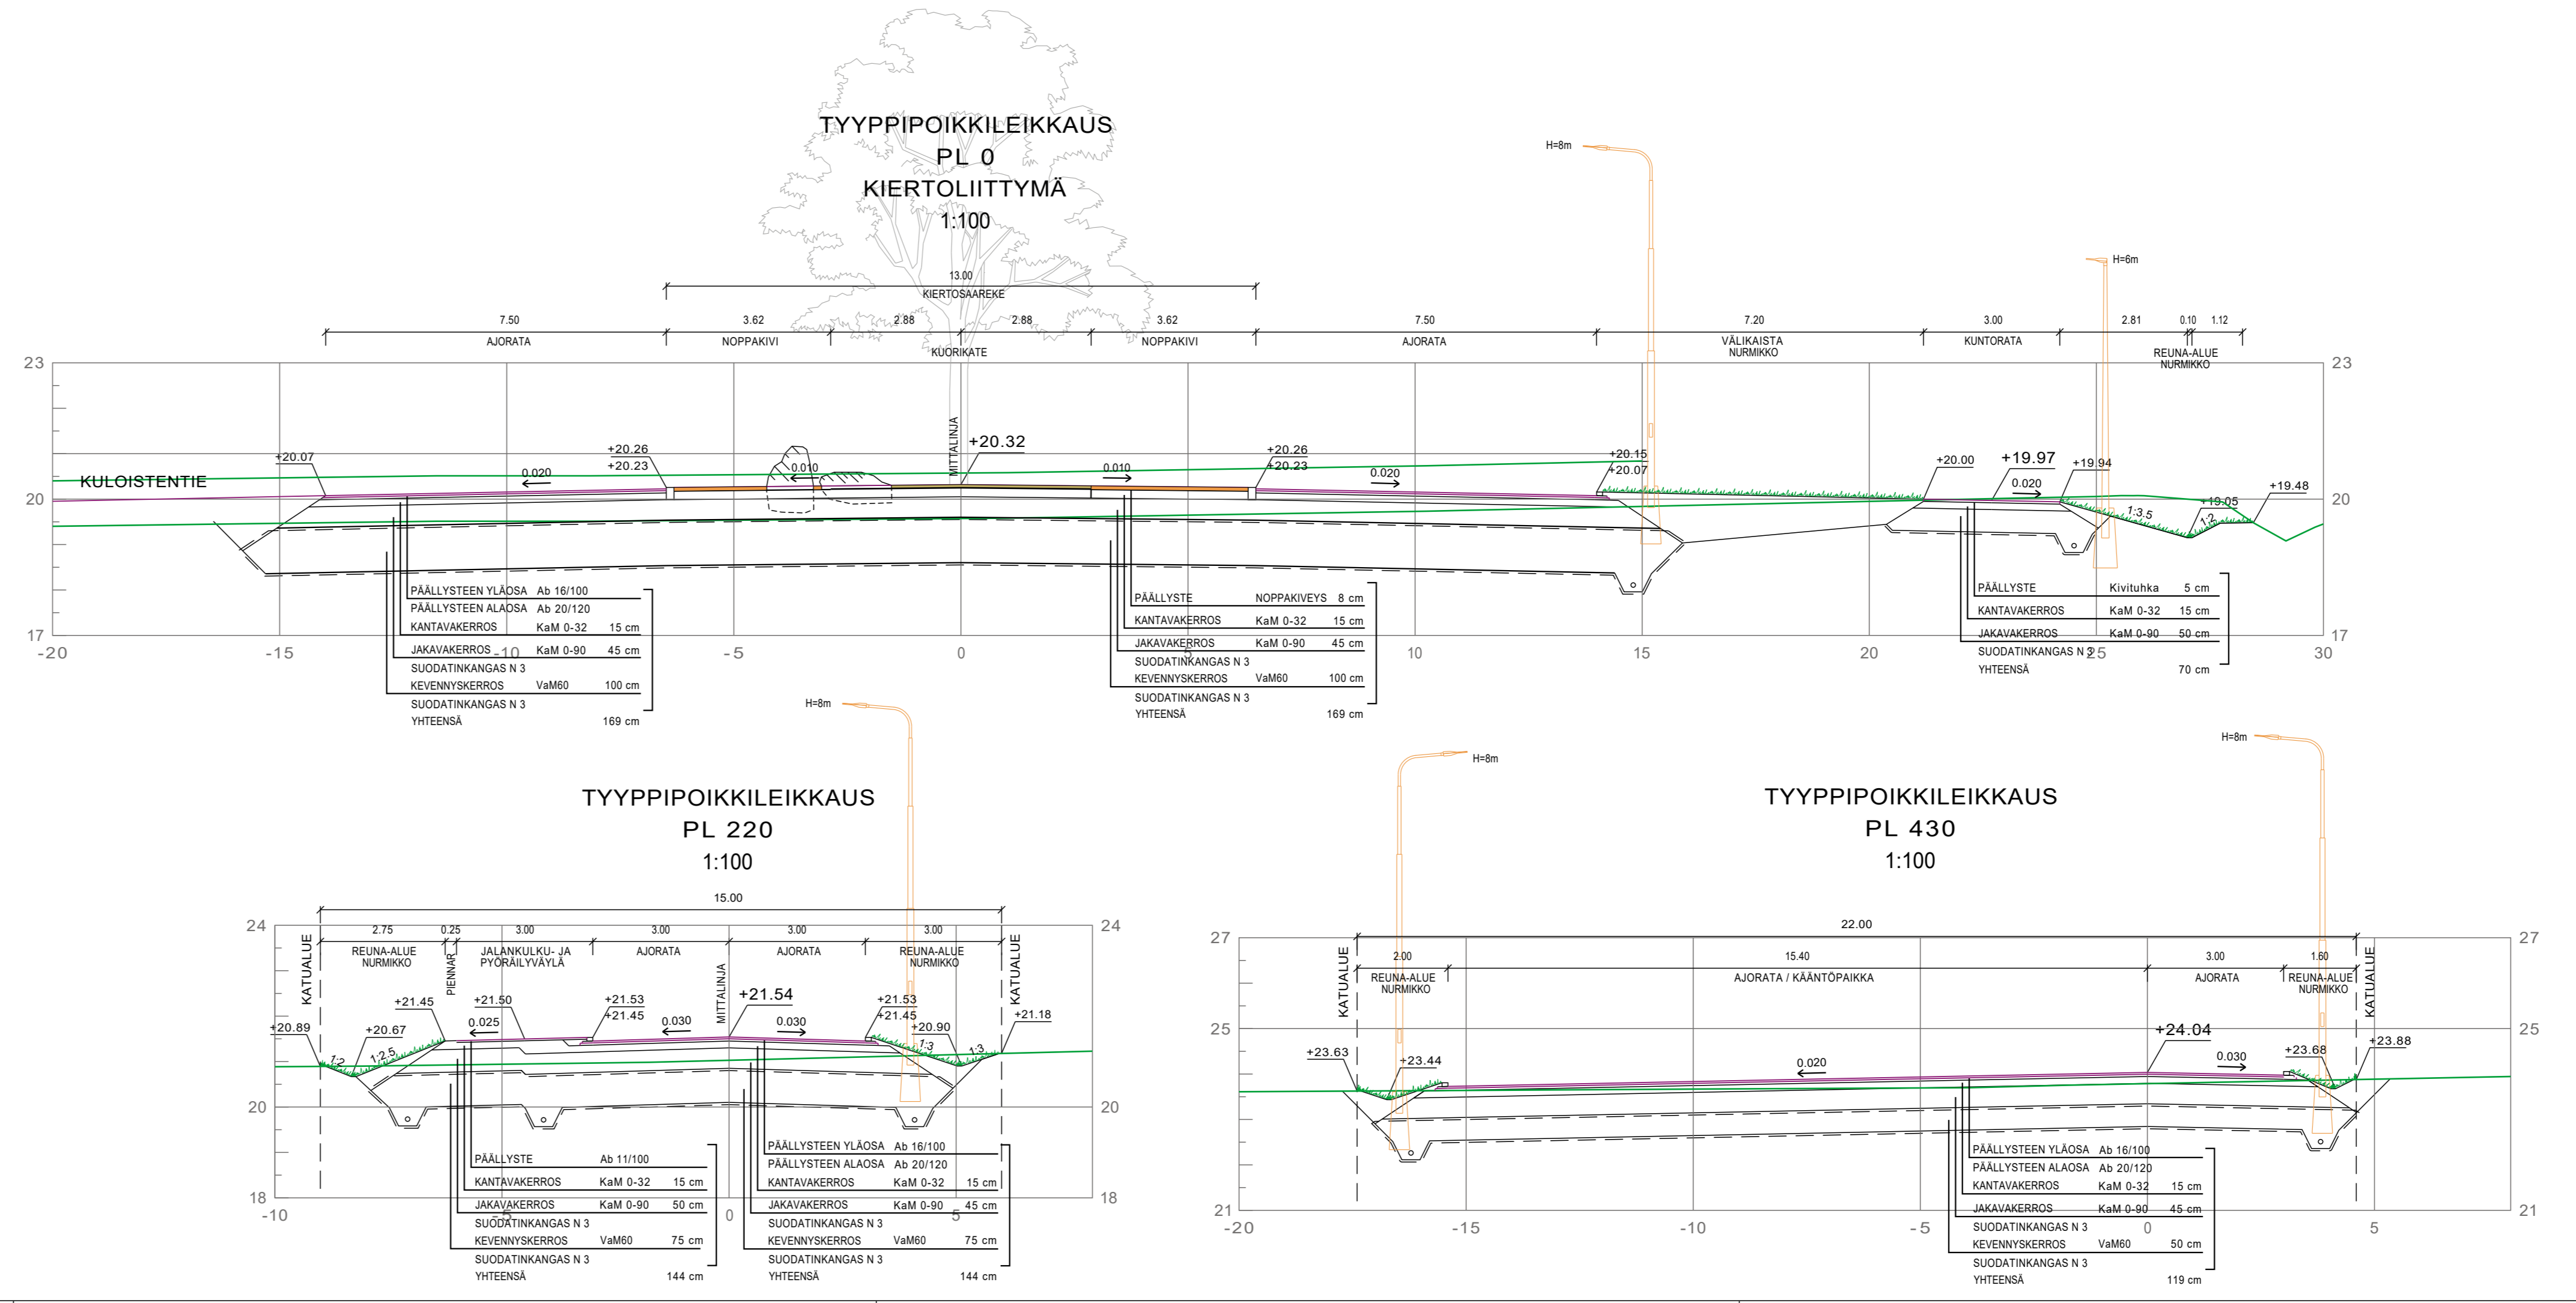 TYYPPIPOIKKILEIKKAUS
PL 0
KIERTOLIITTYMÄ
1:100
H=8m
H=6m
13.00
KIERTOSAAREKE
7.50 3.62 2.88 2.88 3.62 7.50 7.20 3.00 2.81 0.10 1.12
AJORATA NOPPAKIVI KUORIKATE NOPPAKIVI AJORATA VÄLIKAISTA KUNTORATA REUNA-ALUE
NURMIKKO NURMIKKO
23 23
MITTALINJA
+20.07 +20.26 +20.32 +20.26 +20.15 +20.00 +19.97 +19.94 +19.48
+20.23 +20.23 +20.07 +19.05
KULOISTENTIE 0.020 0.010 0.010 0.020 0.020 1:3.5 1:2
20 20
17 17
-20 -15 -10 -5 0 5 10 15 20 25 30
PÄÄLLYSTEEN YLÄOSA Ab 16/100
PÄÄLLYSTEEN ALAOSA Ab 20/120
KANTAVAKERROS KaM 0-32 15 cm
JAKAVAKERROS KaM 0-90 45 cm
SUODATINKANGAS N 3
KEVENNYSKERROS VaM60 100 cm
SUODATINKANGAS N 3
YHTEENSÄ 169 cm
PÄÄLLYSTE NOPPAKIVEYS 8 cm
KANTAVAKERROS KaM 0-32 15 cm
JAKAVAKERROS KaM 0-90 45 cm
SUODATINKANGAS N 3
KEVENNYSKERROS VaM60 100 cm
SUODATINKANGAS N 3
YHTEENSÄ 169 cm
PÄÄLLYSTE Kivituhka 5 cm
KANTAVAKERROS KaM 0-32 15 cm
JAKAVAKERROS KaM 0-90 50 cm
SUODATINKANGAS N 3
YHTEENSÄ 70 cm
H=8m
TYYPPIPOIKKILEIKKAUS
PL 220
1:100
15.00
24 24
2.75 0.25 3.00 3.00 3.00 3.00
KATUALUE REUNA-ALUE PIENNAR JALANKULKU- JA AJORATA MITTALINJA AJORATA REUNA-ALUE KATUALUE
NURMIKKO PYÖRÄILYVÄYLÄ NURMIKKO
+20.89 +20.67 +21.45 +21.50 +21.53 +21.54 +21.53 +20.90 +21.18
+21.45 +21.45
1:2 1:2.5 0.025 0.030 0.030 1:3 1:3
20 20
18 18
-10 -5 0 5
PÄÄLLYSTE Ab 11/100
KANTAVAKERROS KaM 0-32 15 cm
JAKAVAKERROS KaM 0-90 50 cm
SUODATINKANGAS N 3
KEVENNYSKERROS VaM60 75 cm
SUODATINKANGAS N 3
YHTEENSÄ 144 cm
PÄÄLLYSTEEN YLÄOSA Ab 16/100
PÄÄLLYSTEEN ALAOSA Ab 20/120
KANTAVAKERROS KaM 0-32 15 cm
JAKAVAKERROS KaM 0-90 45 cm
SUODATINKANGAS N 3
KEVENNYSKERROS VaM60 75 cm
SUODATINKANGAS N 3
YHTEENSÄ 144 cm
H=8m
H=8m
TYYPPIPOIKKILEIKKAUS
PL 430
1:100
22.00
27 27
2.00 15.40 3.00 1.60
KATUALUE REUNA-ALUE AJORATA / KÄÄNTÖPAIKKA AJORATA REUNA-ALUE KATUALUE
NURMIKKO NURMIKKO
25 25
+23.63 +23.44 +24.04 +23.68 +23.88
0.020 0.030
21 21
-20 -15 -10 -5 0 5
PÄÄLLYSTEEN YLÄOSA Ab 16/100
PÄÄLLYSTEEN ALAOSA Ab 20/120
KANTAVAKERROS KaM 0-32 15 cm
JAKAVAKERROS KaM 0-90 45 cm
SUODATINKANGAS N 3
KEVENNYSKERROS VaM60 50 cm
SUODATINKANGAS N 3
YHTEENSÄ 119 cm